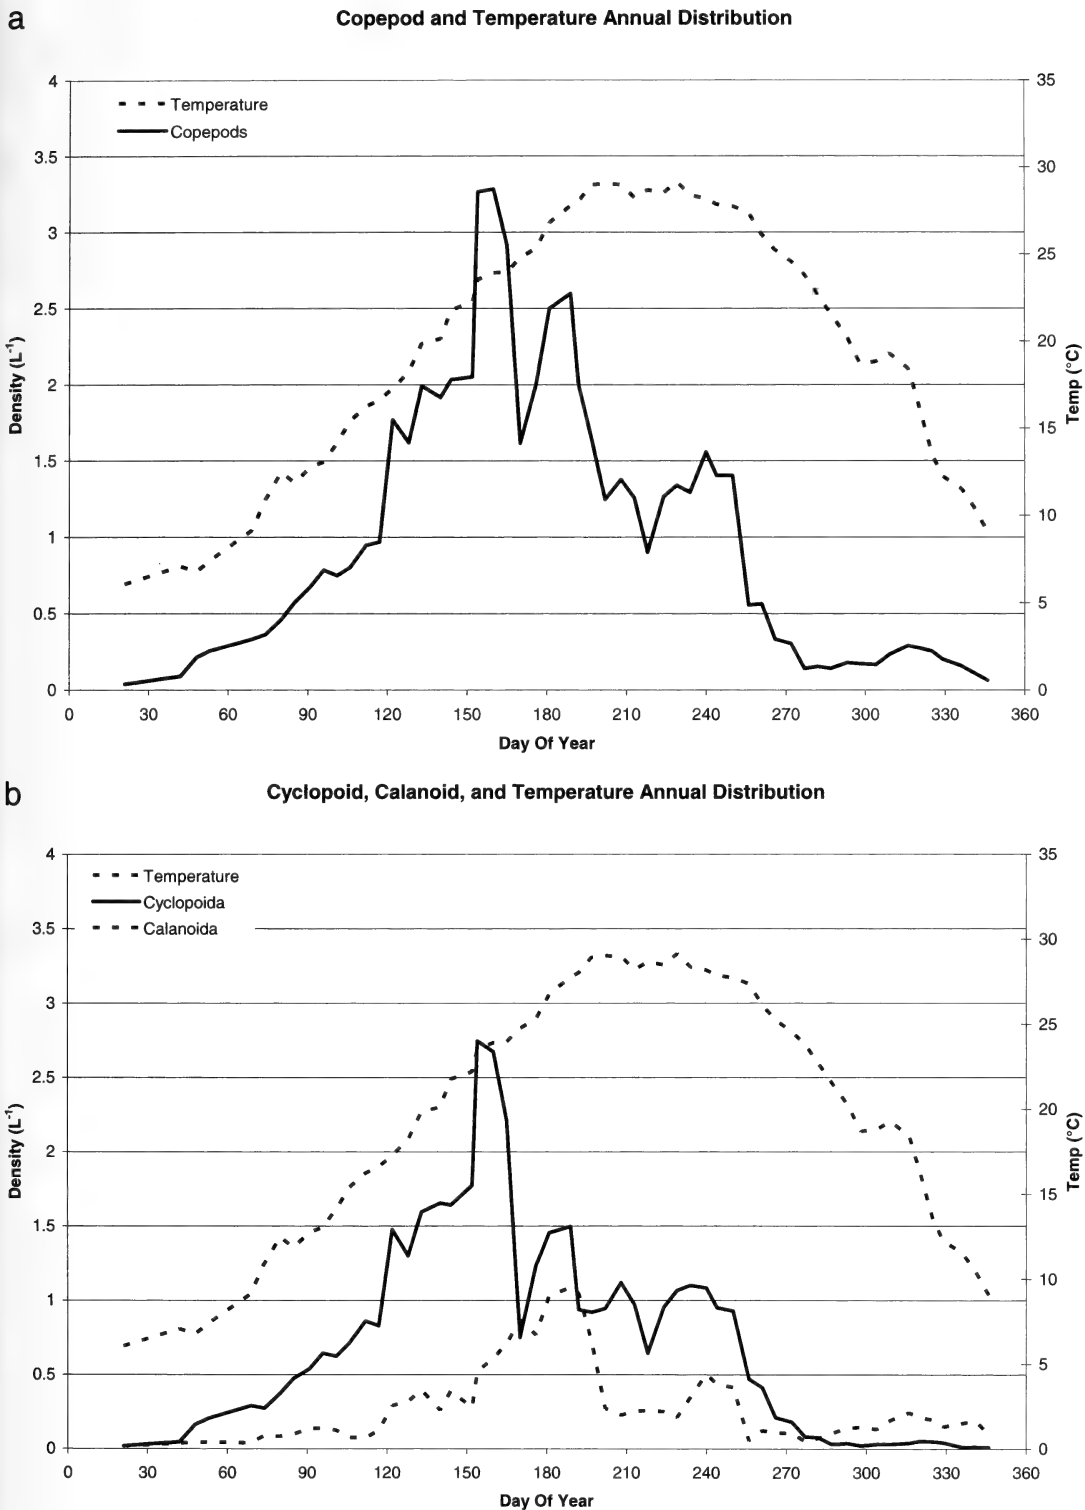 a
Copepod and Temperature Annual Distribution
4
3.5
3
2.5
2
1.5
1
0.5
0
Density (L⁻¹)
Temperature
Copepods
35
30
25
20
15
10
5
0
Temp (°C)
0 30 60 90 120 150 180 210 240 270 300 330 360
Day Of Year
b
Cyclopoid, Calanoid, and Temperature Annual Distribution
4
3.5
3
2.5
2
1.5
1
0.5
0
Density (L⁻¹)
Temperature
Cyclopoida
Calanoida
35
30
25
20
15
10
5
0
Temp (°C)
0 30 60 90 120 150 180 210 240 270 300 330 360
Day Of Year